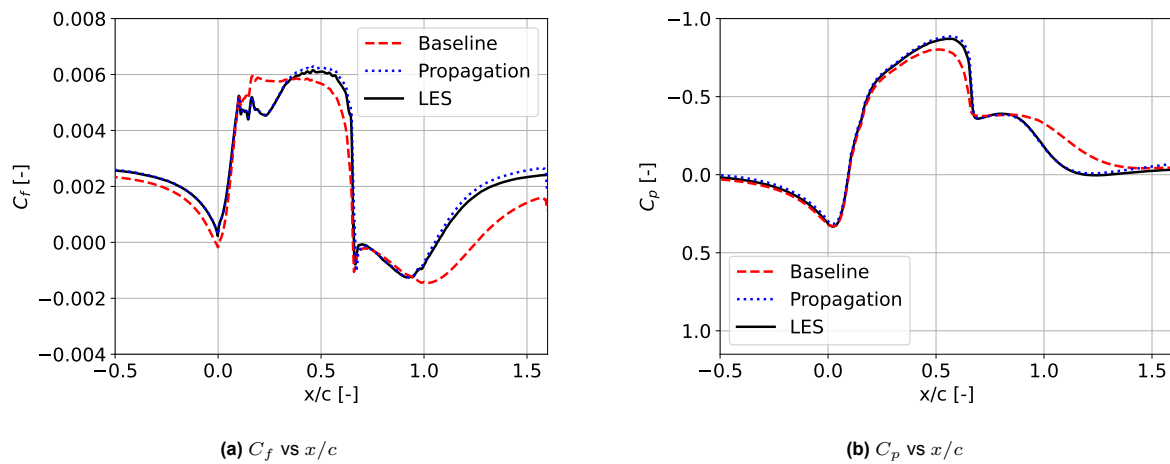 0.008
0.006
0.004
0.002
0.000
−0.002
−0.004
C_f [-]
−0.5
0.0
0.5
1.0
1.5
x/c [-]
Baseline
Propagation
LES
(a) C_f vs x/c
−1.0
−0.5
0.0
0.5
1.0
C_p [-]
−0.5
0.0
0.5
1.0
1.5
x/c [-]
Baseline
Propagation
LES
(b) C_p vs x/c